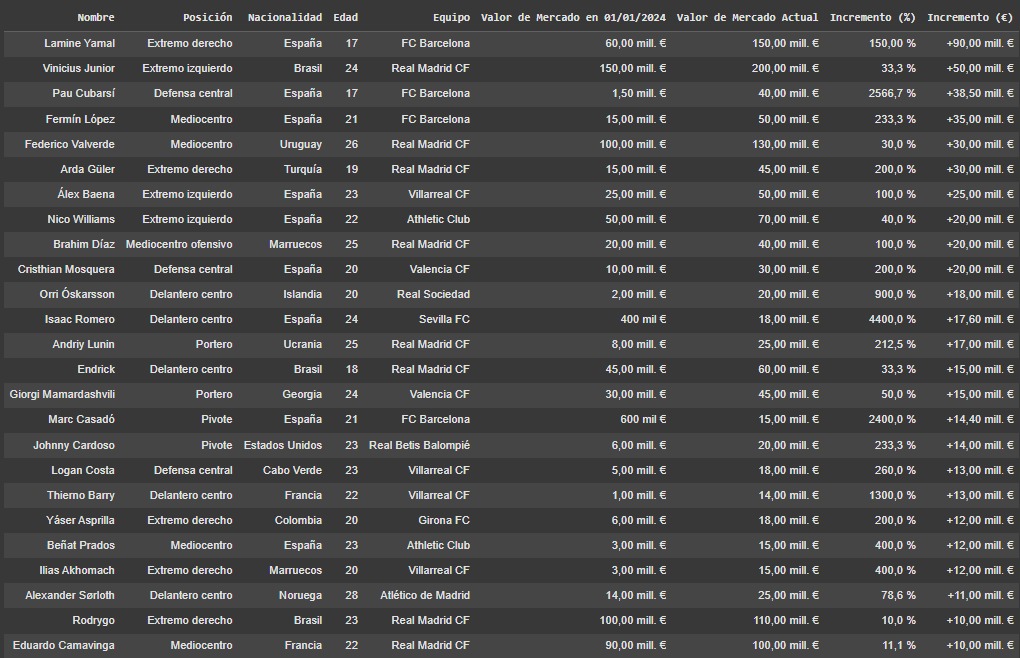 Nombre Posición Nacionalidad Edad Equipo Valor de Mercado en 01/01/2024 Valor de Mercado Actual Incremento (%) Incremento (€)
Lamine Yamal Extremo derecho España 17 FC Barcelona 60,00 mill. € 150,00 mill. € 150,00 % +90,00 mill. €
Vinicius Junior Extremo izquierdo Brasil 24 Real Madrid CF 150,00 mill. € 200,00 mill. € 33,3 % +50,00 mill. €
Pau Cubarsí Defensa central España 17 FC Barcelona 1,50 mill. € 40,00 mill. € 2566,7 % +38,50 mill. €
Fermín López Mediocentro España 21 FC Barcelona 15,00 mill. € 50,00 mill. € 233,3 % +35,00 mill. €
Federico Valverde Mediocentro Uruguay 26 Real Madrid CF 100,00 mill. € 130,00 mill. € 30,0 % +30,00 mill. €
Arda Güler Extremo derecho Turquía 19 Real Madrid CF 15,00 mill. € 45,00 mill. € 200,0 % +30,00 mill. €
Álex Baena Extremo izquierdo España 23 Villarreal CF 25,00 mill. € 50,00 mill. € 100,0 % +25,00 mill. €
Nico Williams Extremo izquierdo España 22 Athletic Club 50,00 mill. € 70,00 mill. € 40,0 % +20,00 mill. €
Brahim Díaz Mediocentro ofensivo Marruecos 25 Real Madrid CF 20,00 mill. € 40,00 mill. € 100,0 % +20,00 mill. €
Cristhian Mosquera Defensa central España 20 Valencia CF 10,00 mill. € 30,00 mill. € 200,0 % +20,00 mill. €
Orri Óskarsson Delantero centro Islandia 20 Real Sociedad 2,00 mill. € 20,00 mill. € 900,0 % +18,00 mill. €
Isaac Romero Delantero centro España 24 Sevilla FC 400 mil € 18,00 mill. € 4400,0 % +17,60 mill. €
Andriy Lunin Portero Ucrania 25 Real Madrid CF 8,00 mill. € 25,00 mill. € 212,5 % +17,00 mill. €
Endrick Delantero centro Brasil 18 Real Madrid CF 45,00 mill. € 60,00 mill. € 33,3 % +15,00 mill. €
Giorgi Mamardashvili Portero Georgia 24 Valencia CF 30,00 mill. € 45,00 mill. € 50,0 % +15,00 mill. €
Marc Casadó Pivote España 21 FC Barcelona 600 mil € 15,00 mill. € 2400,0 % +14,40 mill. €
Johnny Cardoso Pivote Estados Unidos 23 Real Betis Balompié 6,00 mill. € 20,00 mill. € 233,3 % +14,00 mill. €
Logan Costa Defensa central Cabo Verde 23 Villarreal CF 5,00 mill. € 18,00 mill. € 260,0 % +13,00 mill. €
Thierno Barry Delantero centro Francia 22 Villarreal CF 1,00 mill. € 14,00 mill. € 1300,0 % +13,00 mill. €
Yáser Asprilla Extremo derecho Colombia 20 Girona FC 6,00 mill. € 18,00 mill. € 200,0 % +12,00 mill. €
Beñat Prados Mediocentro España 23 Athletic Club 3,00 mill. € 15,00 mill. € 400,0 % +12,00 mill. €
Ilias Akhomach Extremo derecho Marruecos 20 Villarreal CF 3,00 mill. € 15,00 mill. € 400,0 % +12,00 mill. €
Alexander Sørloth Delantero centro Noruega 28 Atlético de Madrid 14,00 mill. € 25,00 mill. € 78,6 % +11,00 mill. €
Rodrygo Extremo derecho Brasil 23 Real Madrid CF 100,00 mill. € 110,00 mill. € 10,0 % +10,00 mill. €
Eduardo Camavinga Mediocentro Francia 22 Real Madrid CF 90,00 mill. € 100,00 mill. € 11,1 % +10,00 mill. €